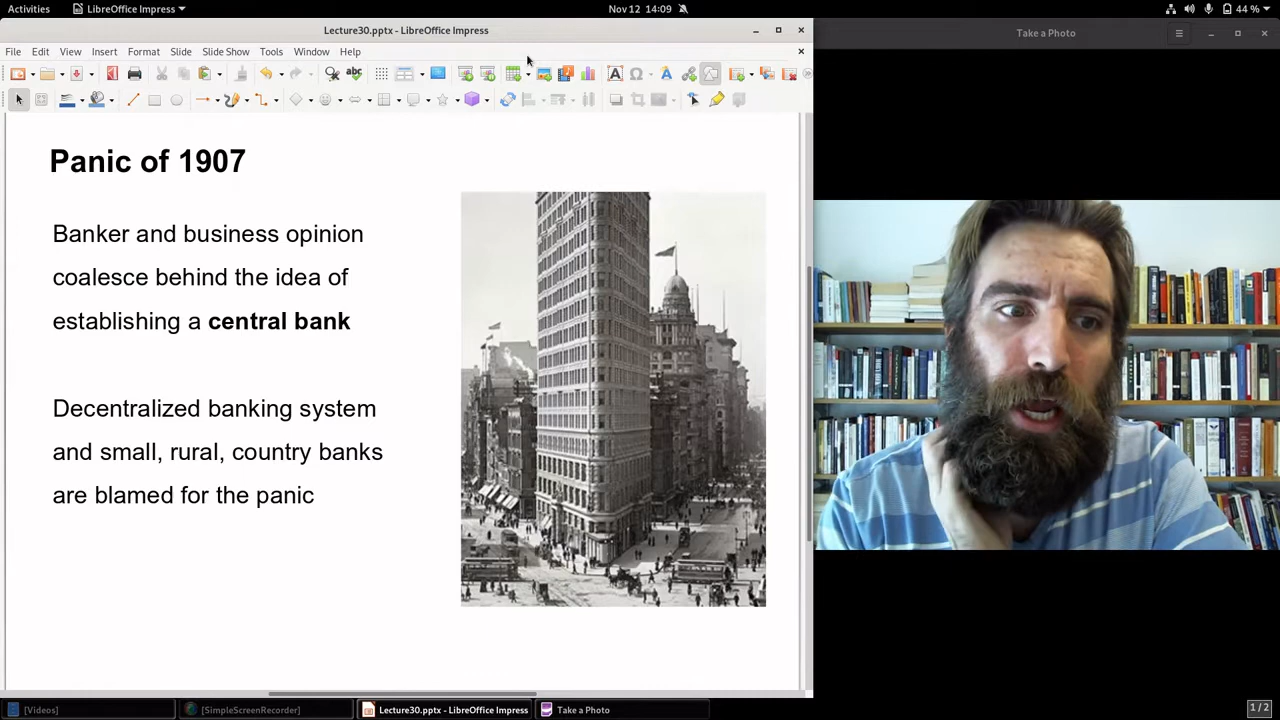 Activities LibreOffice Impress Nov 12 14:09 44 %
Lecture30.pptx - LibreOffice Impress
Take a Photo
File Edit View Insert Format Slide Slide Show Tools Window Help
Panic of 1907
Banker and business opinion
coalesce behind the idea of
establishing a central bank
Decentralized banking system
and small, rural, country banks
are blamed for the panic
[Videos] [SimpleScreenRecorder] Lecture30.pptx - LibreOffice Impress Take a Photo 1/2